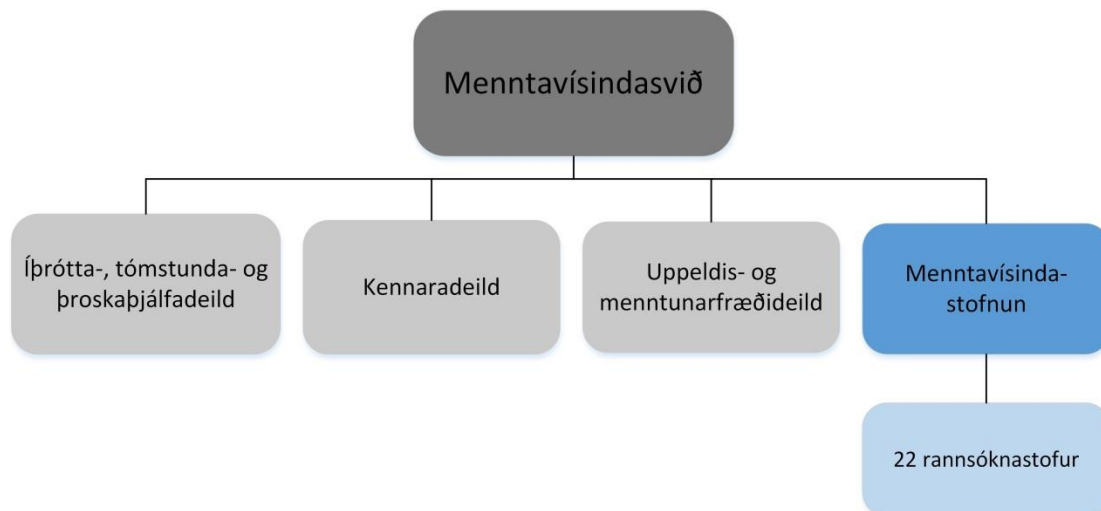 Menntavísindasvið
Íþrótta-, tómstunda- og
þroskaþjálfadeild
Kennaradeild
Uppeldis- og
menntunarfræðideild
Menntavísinda-
stofnun
22 rannsóknastofur